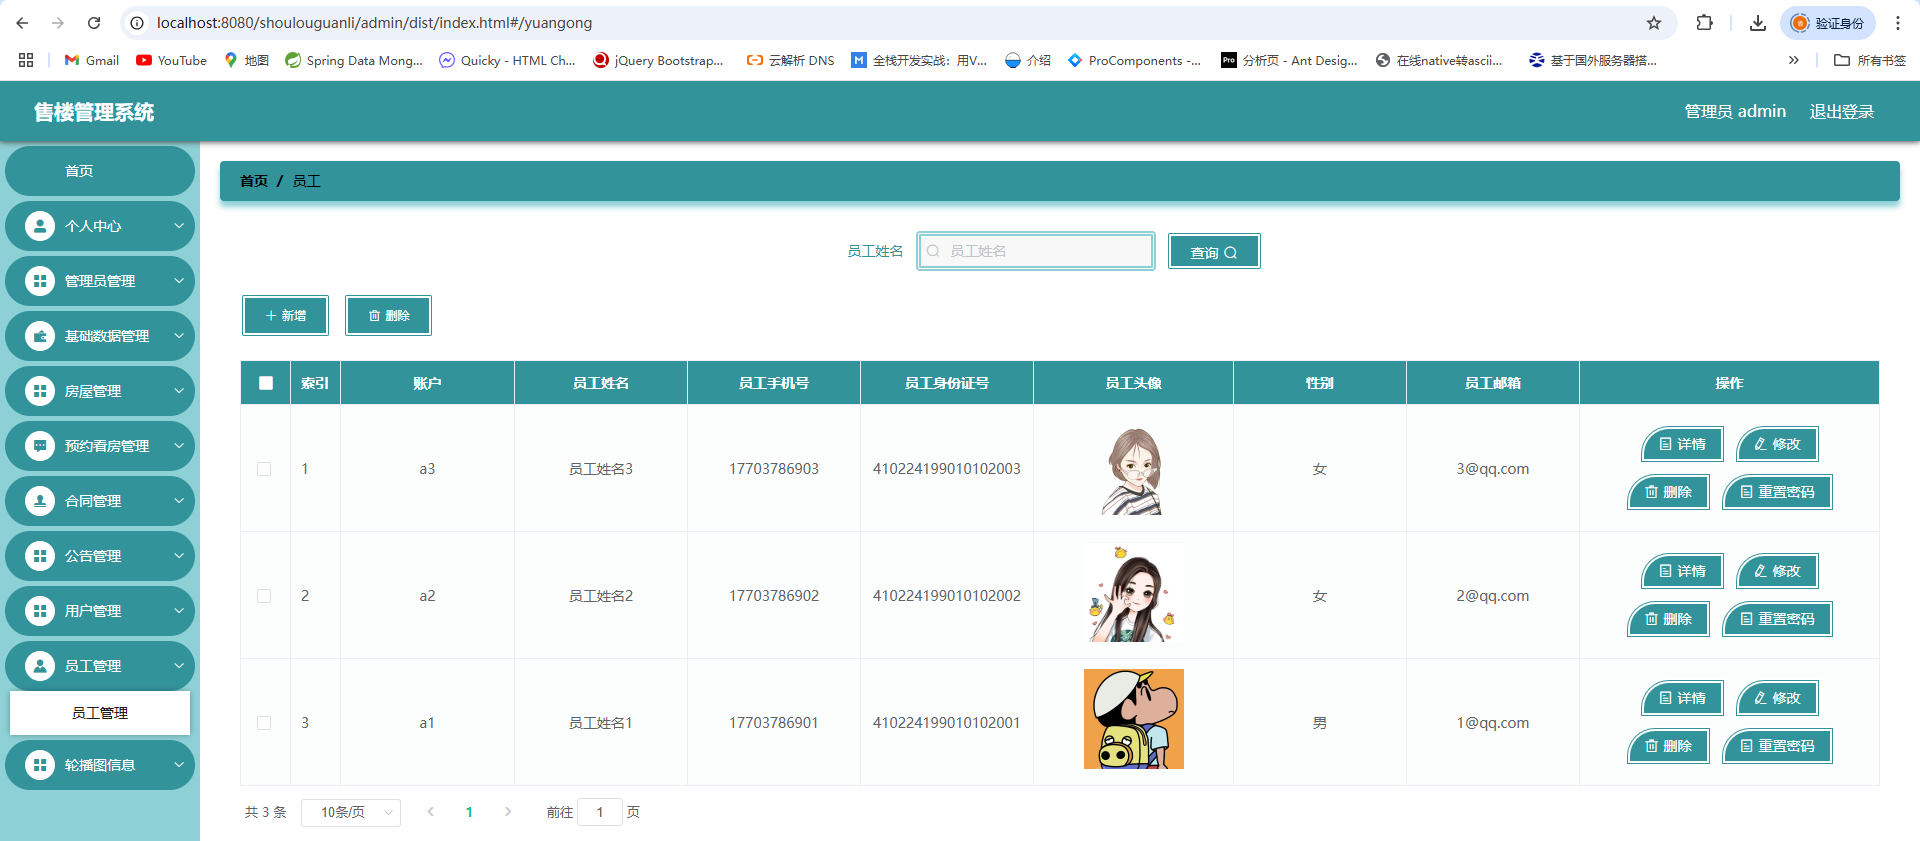 localhost:8080/shoulouguanli/admin/dist/index.html#/yuangong
验证身份
Gmail YouTube 地图 Spring Data Mong... Quicky - HTML Ch... jQuery Bootstrap... 云解析 DNS 全栈开发实战：用V... 介绍 ProComponents -... 分析页 - Ant Desig... 在线native转ascii... 基于国外服务器搭... 所有书签
售楼管理系统
管理员 admin 退出登录
首页
个人中心
管理员管理
基础数据管理
房屋管理
预约看房管理
合同管理
公告管理
用户管理
员工管理
员工管理
轮播图信息
首页 / 员工
员工姓名 员工姓名 查询
新增 删除
索引 账户 员工姓名 员工手机号 员工身份证号 员工头像 性别 员工邮箱 操作
1 a3 员工姓名3 17703786903 410224199010102003 女 3@qq.com 详情 修改
删除 重置密码
2 a2 员工姓名2 17703786902 410224199010102002 女 2@qq.com 详情 修改
删除 重置密码
3 a1 员工姓名1 17703786901 410224199010102001 男 1@qq.com 详情 修改
删除 重置密码
共 3 条 10条/页 1 前往 1 页